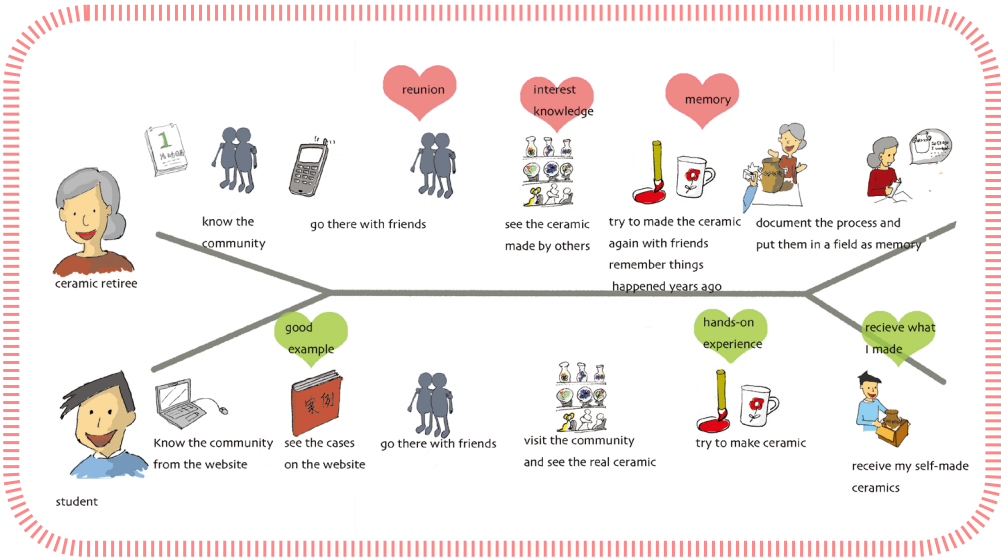 reunion
interest
knowledge
memory
1
know the
community
go there with friends
see the ceramic
made by others
try to made the ceramic
again with friends
remember things
happened years ago
document the process and
put them in a field as memory
ceramic retiree
good
example
hands-on
experience
recieve what
I made
案例
Know the community
from the website
see the cases
on the website
go there with friends
visit the community
and see the real ceramic
try to make ceramic
receive my self-made
ceramics
student